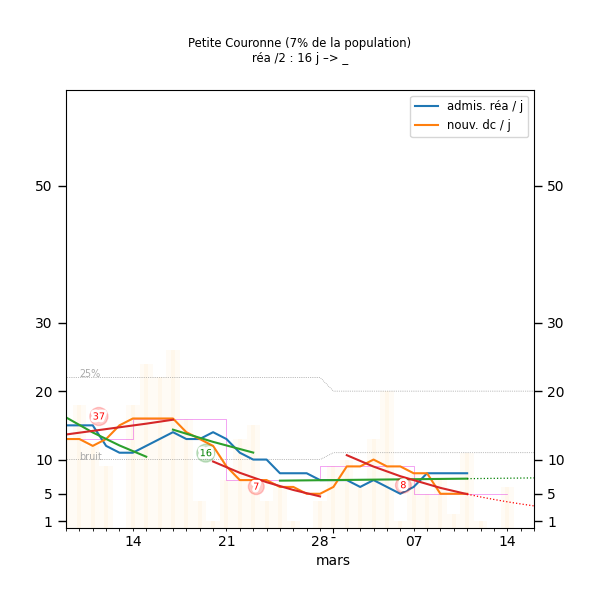 Petite Couronne (7% de la population)
réa /2 : 16 j –> _
admis. réa / j
nouv. dc / j
50 50
30 30
25%
20 20
37
16
bruit
10 10
7 8
5 5
1 1
14 21 28 07 14
mars